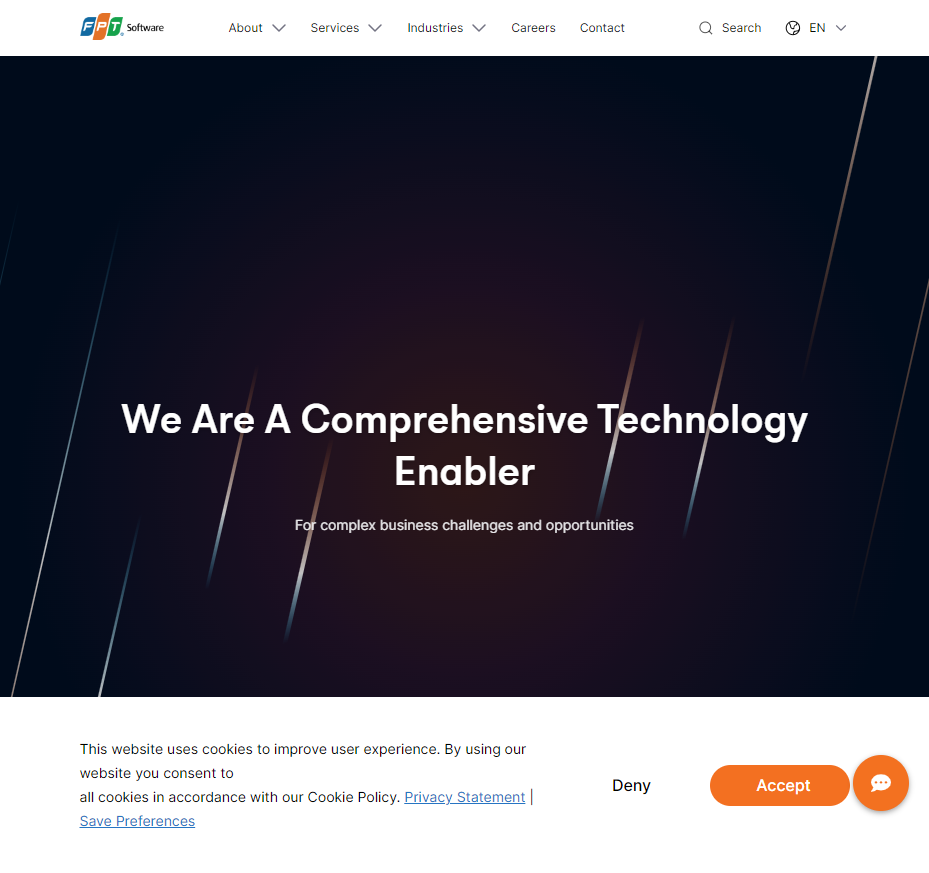 FPT Software
About
Services
Industries
Careers
Contact
Search
EN
We Are A Comprehensive Technology
Enabler
For complex business challenges and opportunities
This website uses cookies to improve user experience. By using our
website you consent to
all cookies in accordance with our Cookie Policy. Privacy Statement |
Save Preferences
Deny
Accept